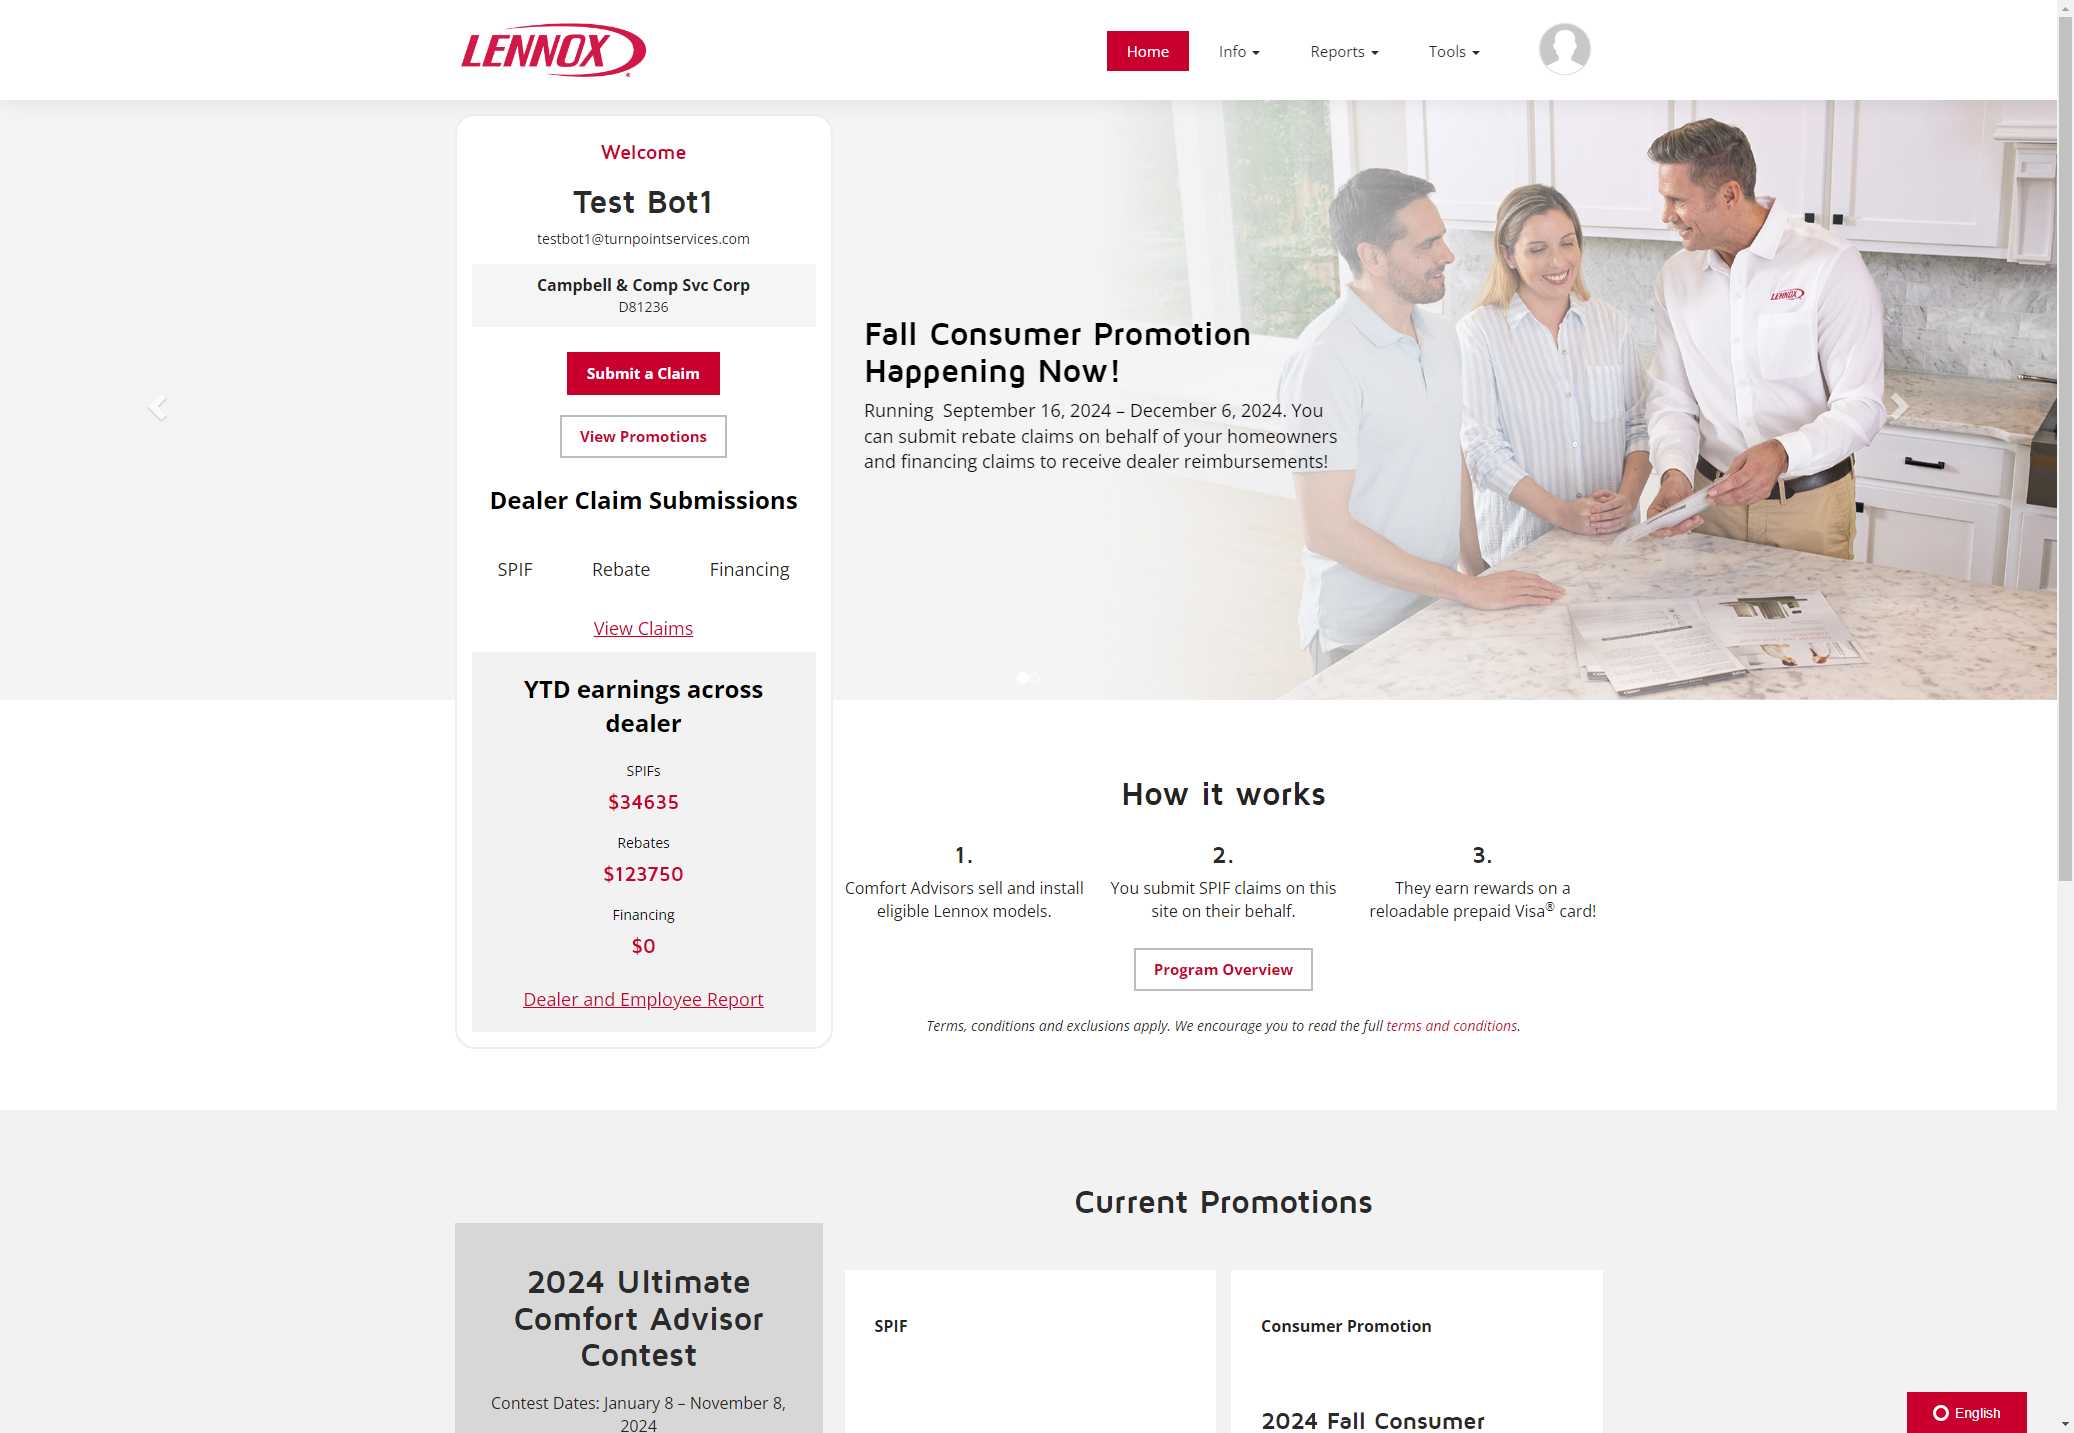 LENNOX
Home
Info
Reports
Tools
Welcome
Test Bot1
testbot1@turnpointservices.com
Campbell & Comp Svc Corp
D81236
Submit a Claim
View Promotions
Dealer Claim Submissions
SPIF
Rebate
Financing
View Claims
YTD earnings across
dealer
SPIFs
$34635
Rebates
$123750
Financing
$0
Dealer and Employee Report
Fall Consumer Promotion
Happening Now!
Running  September 16, 2024 – December 6, 2024. You
can submit rebate claims on behalf of your homeowners
and financing claims to receive dealer reimbursements!
LENNOX
How it works
1.
Comfort Advisors sell and install
eligible Lennox models.
2.
You submit SPIF claims on this
site on their behalf.
3.
They earn rewards on a
reloadable prepaid Visa® card!
Program Overview
Terms, conditions and exclusions apply. We encourage you to read the full terms and conditions.
Current Promotions
2024 Ultimate
Comfort Advisor
Contest
Contest Dates: January 8 – November 8,
2024
SPIF
Consumer Promotion
2024 Fall Consumer
English